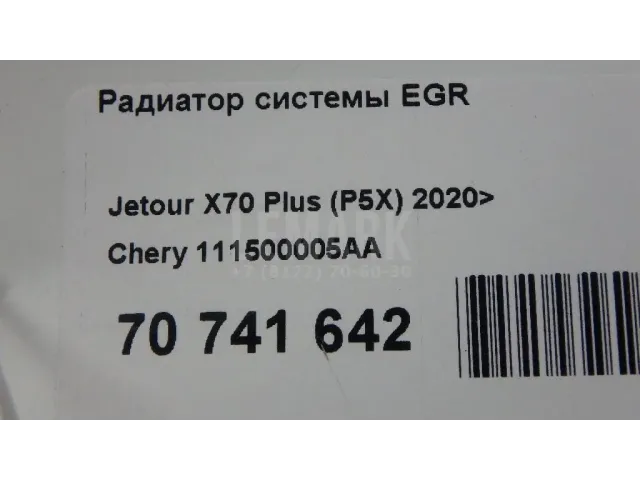 Радиатор системы EGR
Jetour X70 Plus (P5X) 2020>
Chery 111500005AA
70 741 642